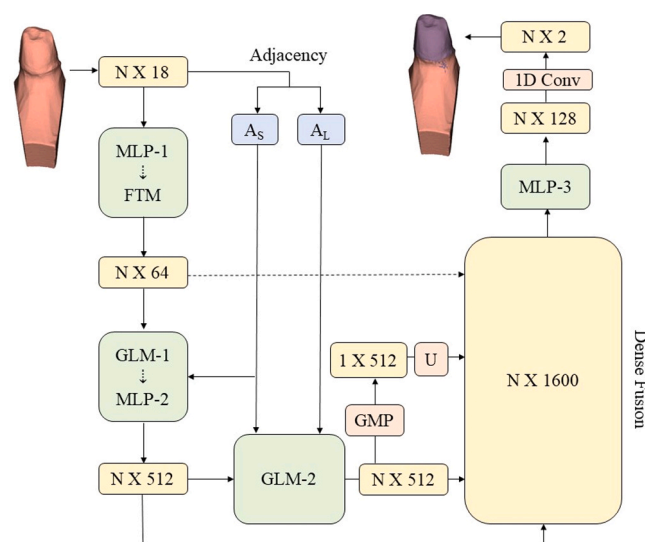 Adjacency
N X 18
A_S
A_L
MLP-1
FTM
N X 64
GLM-1
MLP-2
N X 512
GLM-2
N X 512
GMP
1 X 512
U
N X 1600
Dense Fusion
MLP-3
N X 128
1D Conv
N X 2